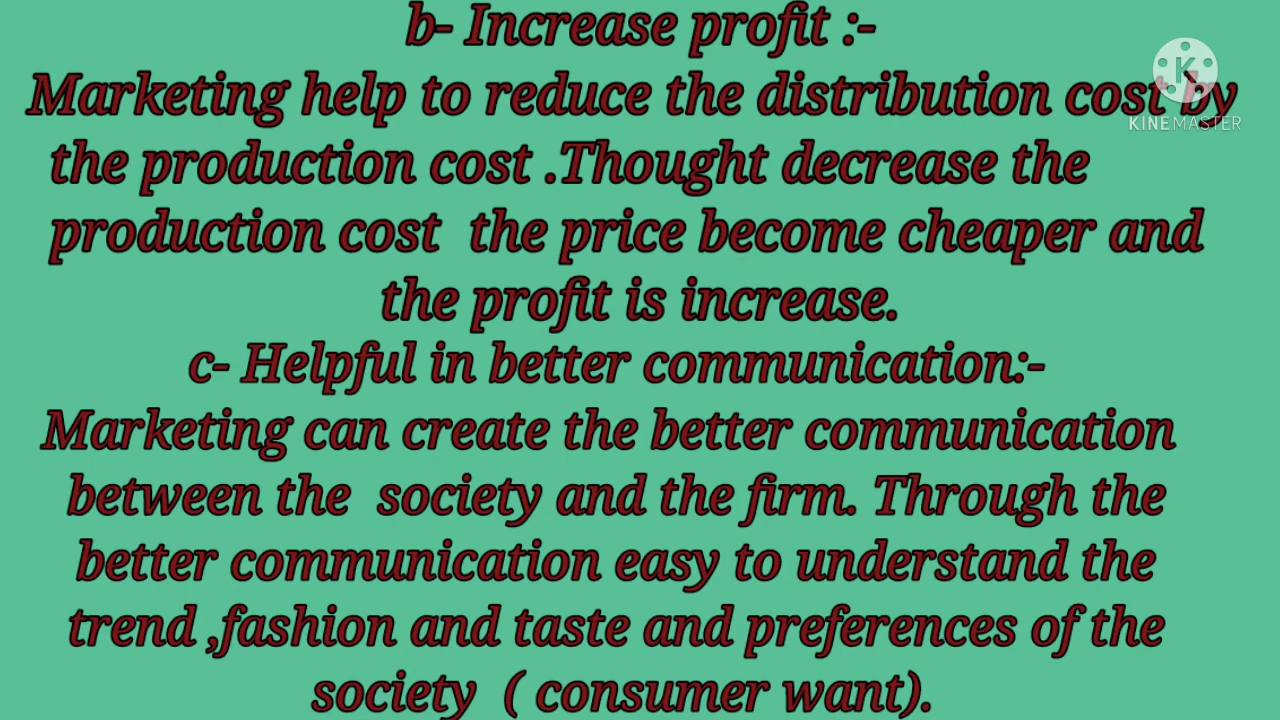 b- Increase profit :-
Marketing help to reduce the distribution cost by
the production cost .Thought decrease the
production cost the price become cheaper and
the profit is increase.
c- Helpful in better communication:-
Marketing can create the better communication
between the society and the firm. Through the
better communication easy to understand the
trend ,fashion and taste and preferences of the
society ( consumer want).
K
KINEMASTER